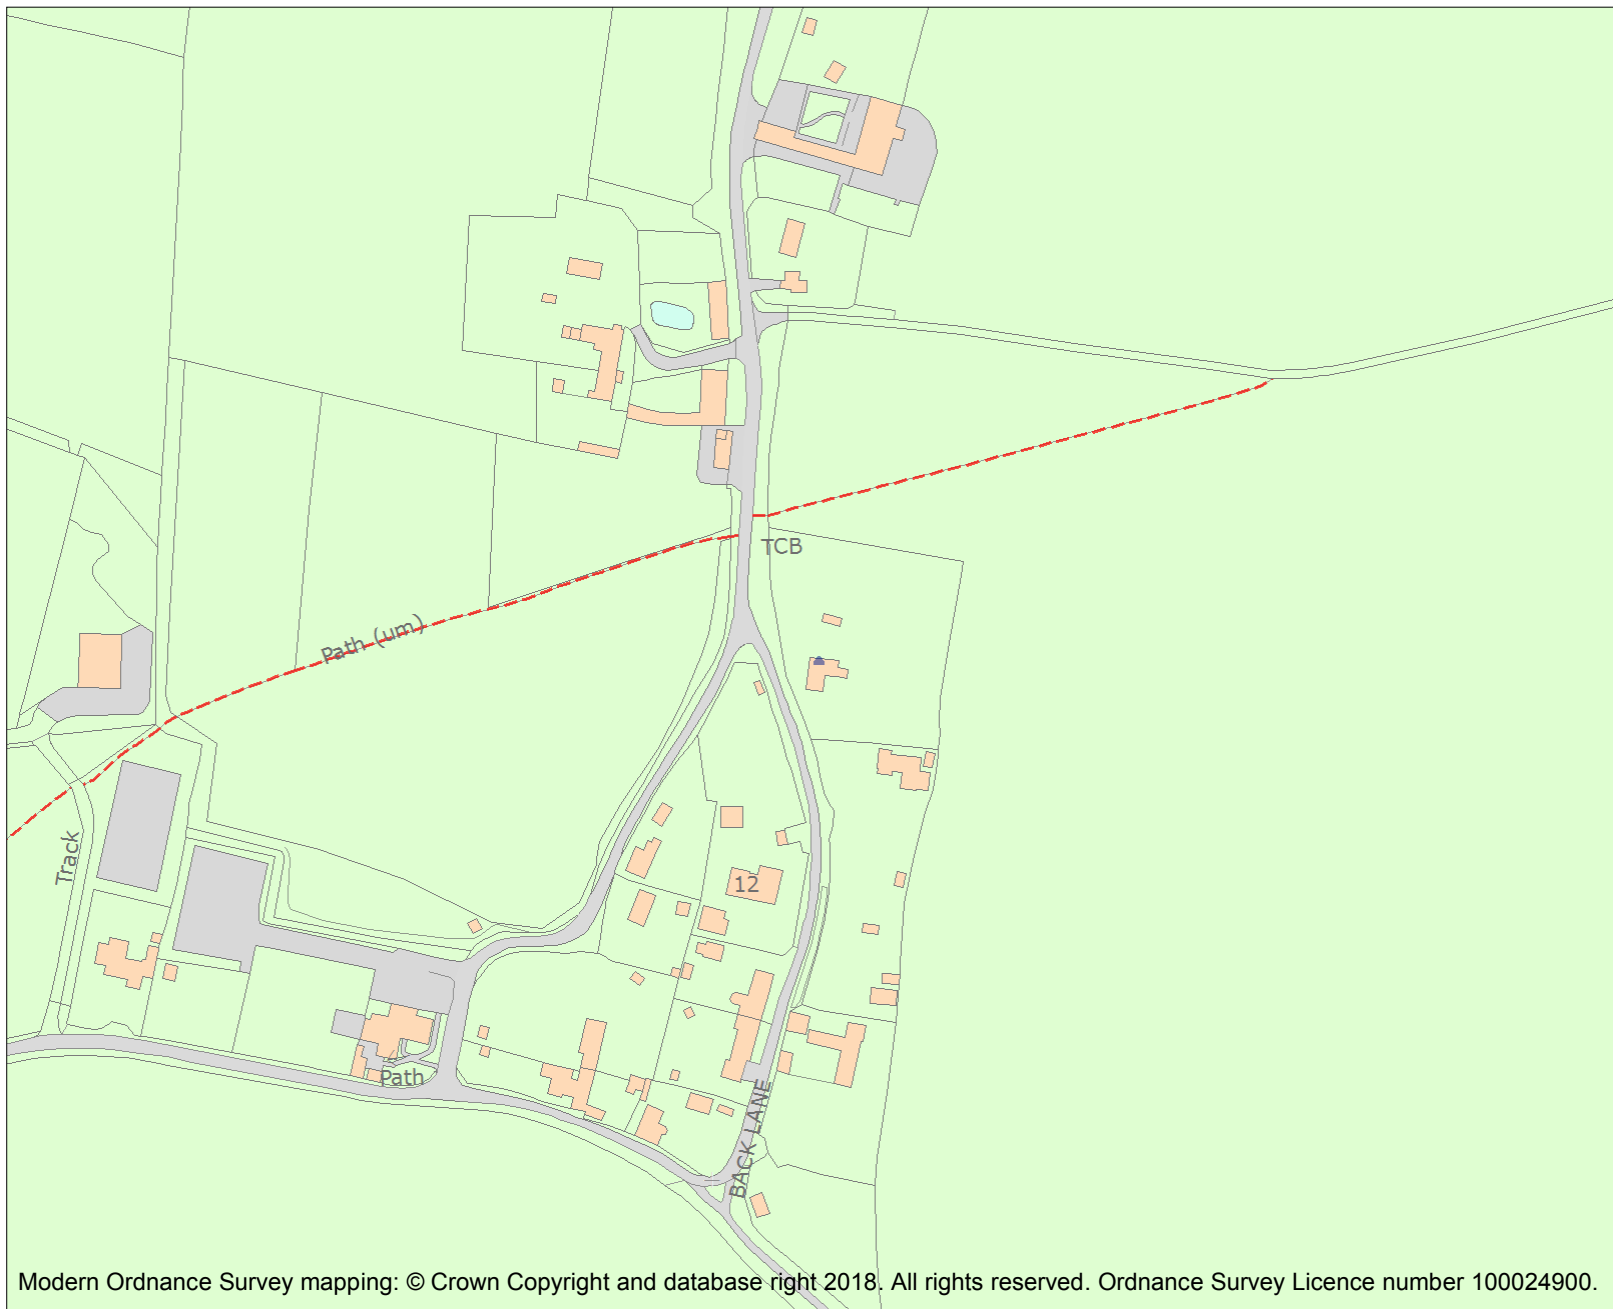 TCB
Path (um)
Track
12
Path
BACK LANE
Modern Ordnance Survey mapping: © Crown Copyright and database right 2018. All rights reserved. Ordnance Survey Licence number 100024900.